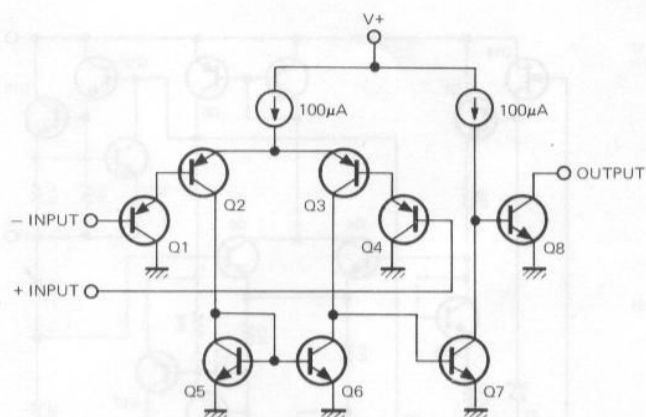 V+
100μA
100μA
Q2
Q3
OUTPUT
– INPUT
Q1
Q4
Q8
+ INPUT
Q5
Q6
Q7